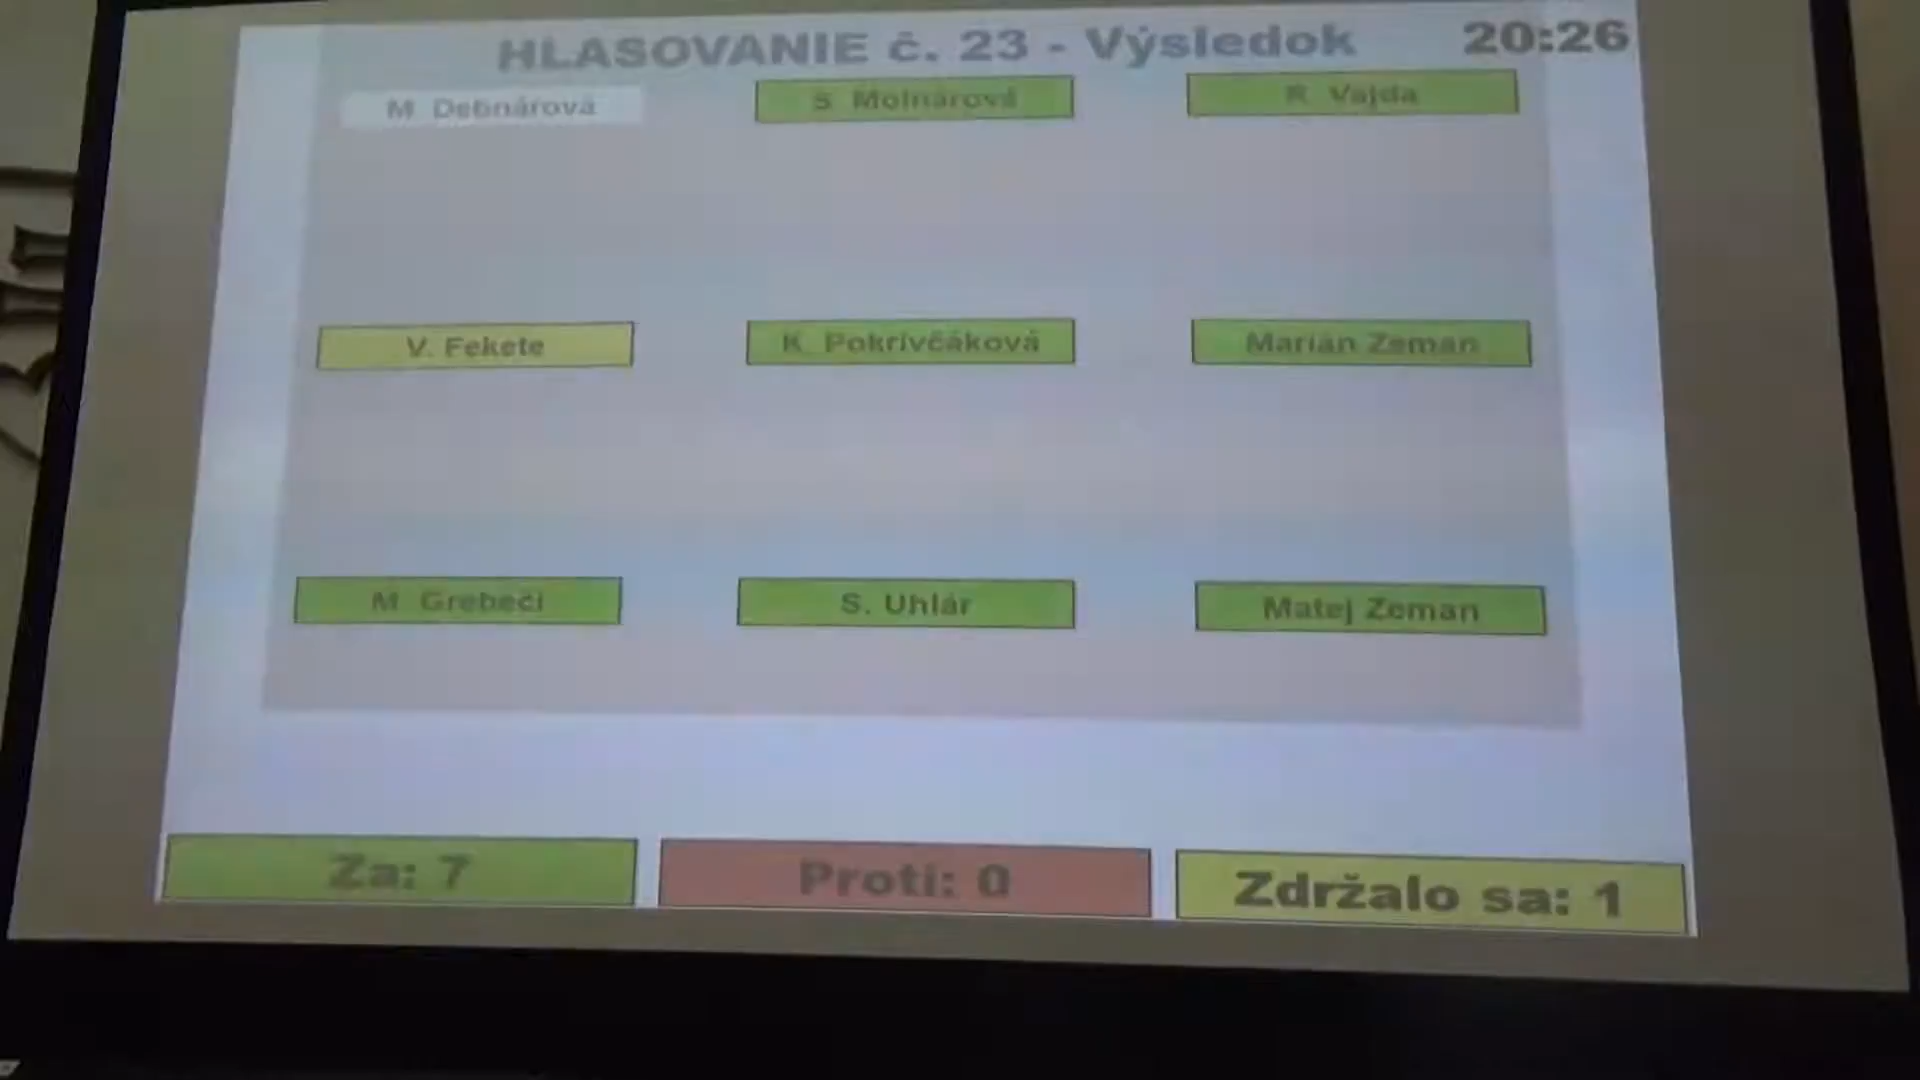 HLASOVANIE č. 23 - Výsledok 20:26
M. Debnárová S. Molnárová R. Vajda
V. Fekete K. Pokrivčáková Marián Zeman
M. Grebeči S. Uhlár Matej Zeman
Za: 7 Proti: 0 Zdržalo sa: 1